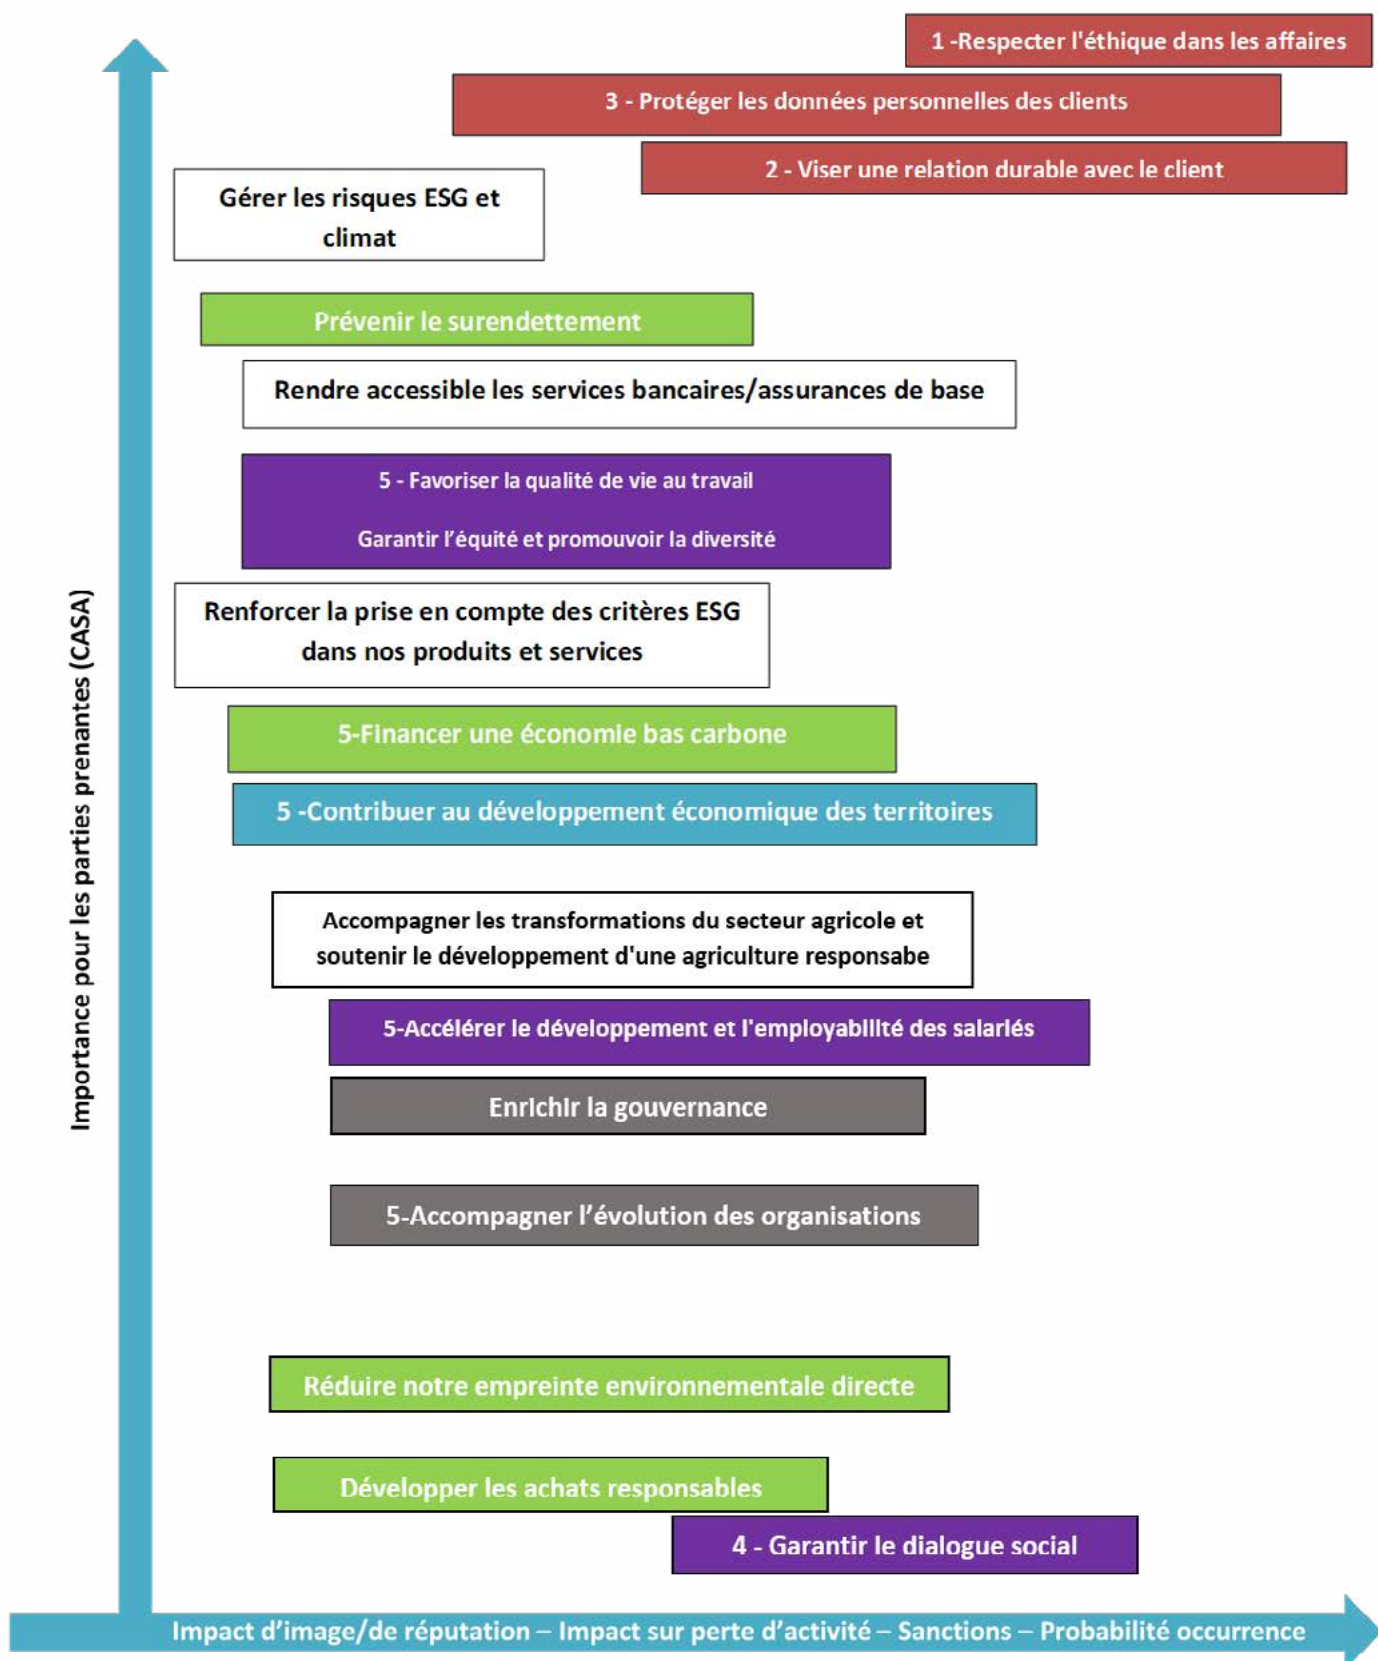 1 -Respecter l'éthique dans les affaires
3 - Protéger les données personnelles des clients
2 - Viser une relation durable avec le client
Gérer les risques ESG et
climat
Prévenir le surendettement
Rendre accessible les services bancaires/assurances de base
5 - Favoriser la qualité de vie au travail
Garantir l’équité et promouvoir la diversité
Renforcer la prise en compte des critères ESG
dans nos produits et services
5-Financer une économie bas carbone
5 -Contribuer au développement économique des territoires
Accompagner les transformations du secteur agricole et
soutenir le développement d'une agriculture responsabe
5-Accélérer le développement et l'employabilité des salariés
Enrichir la gouvernance
5-Accompagner l’évolution des organisations
Réduire notre empreinte environnementale directe
Développer les achats responsables
4 - Garantir le dialogue social
Importance pour les parties prenantes (CASA)
Impact d’image/de réputation – Impact sur perte d’activité – Sanctions – Probabilité occurrence